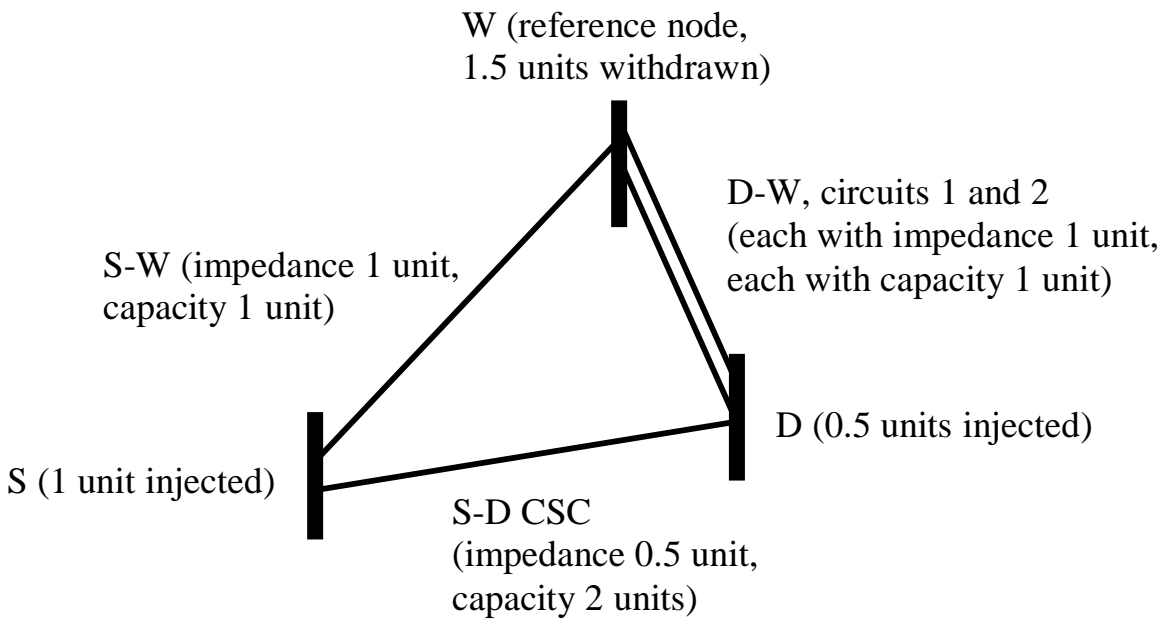 W (reference node,
1.5 units withdrawn)
D-W, circuits 1 and 2
(each with impedance 1 unit,
each with capacity 1 unit)
S-W (impedance 1 unit,
capacity 1 unit)
D (0.5 units injected)
S (1 unit injected)
S-D CSC
(impedance 0.5 unit,
capacity 2 units)